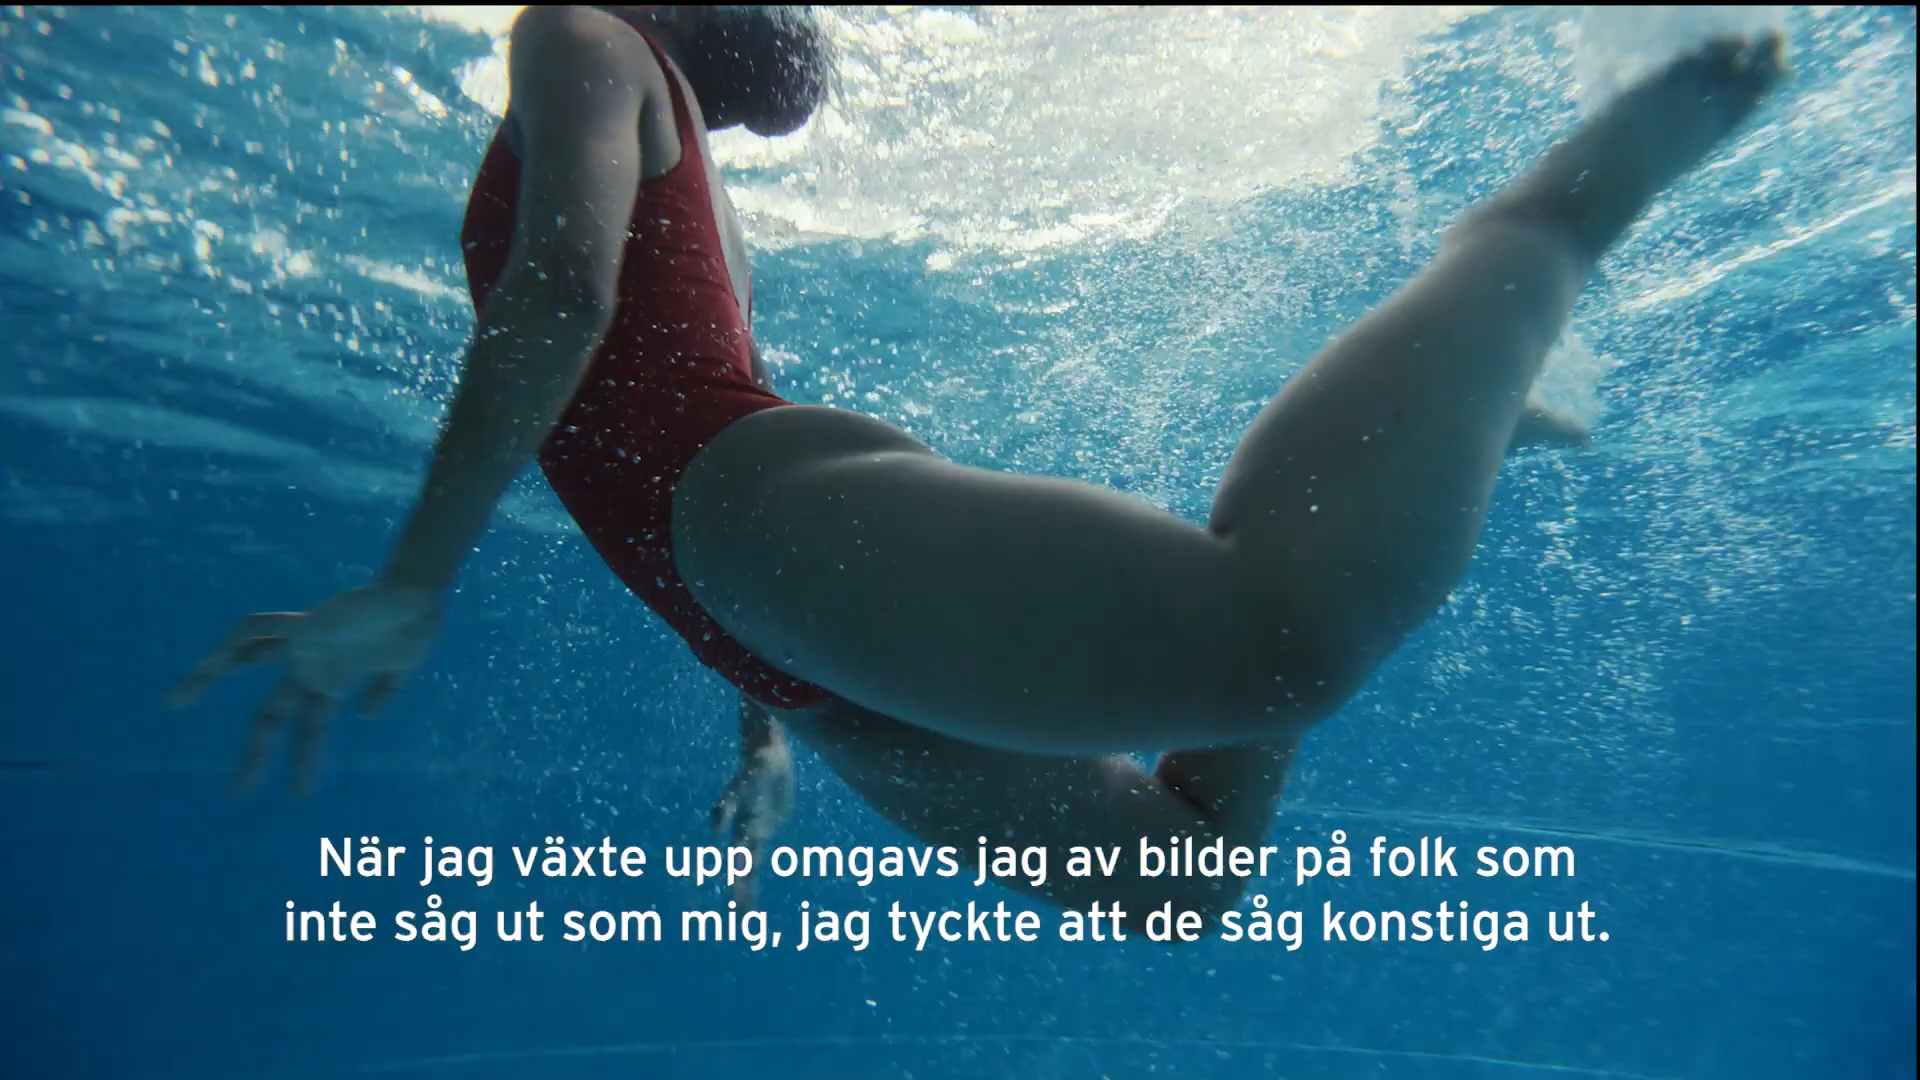 När jag växte upp omgavs jag av bilder på folk som
inte såg ut som mig, jag tyckte att de såg konstiga ut.